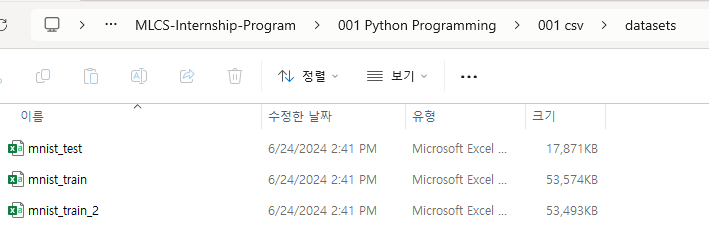 MLCS-Internship-Program > 001 Python Programming > 001 csv > datasets
정렬 보기
이름 수정한 날짜 유형 크기
mnist_test 6/24/2024 2:41 PM Microsoft Excel ... 17,871KB
mnist_train 6/24/2024 2:41 PM Microsoft Excel ... 53,574KB
mnist_train_2 6/24/2024 2:41 PM Microsoft Excel ... 53,493KB